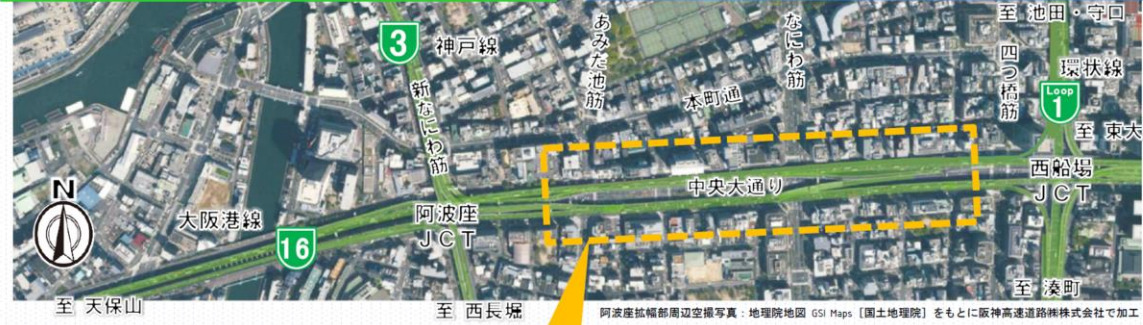 至 池田・守口
3
神戸線
あみだ池筋
なにわ筋
四つ橋筋
環状線
Loop
1
新なにわ筋
本町通
至 東大
N
中央大通り
西船場
JCT
大阪港線
阿波座
JCT
16
至 天保山
至 西長堀
至 湊町
阿波座拡幅部周辺空撮写真：地理院地図 GSI Maps［国土地理院］をもとに阪神高速道路㈱株式会社で加工